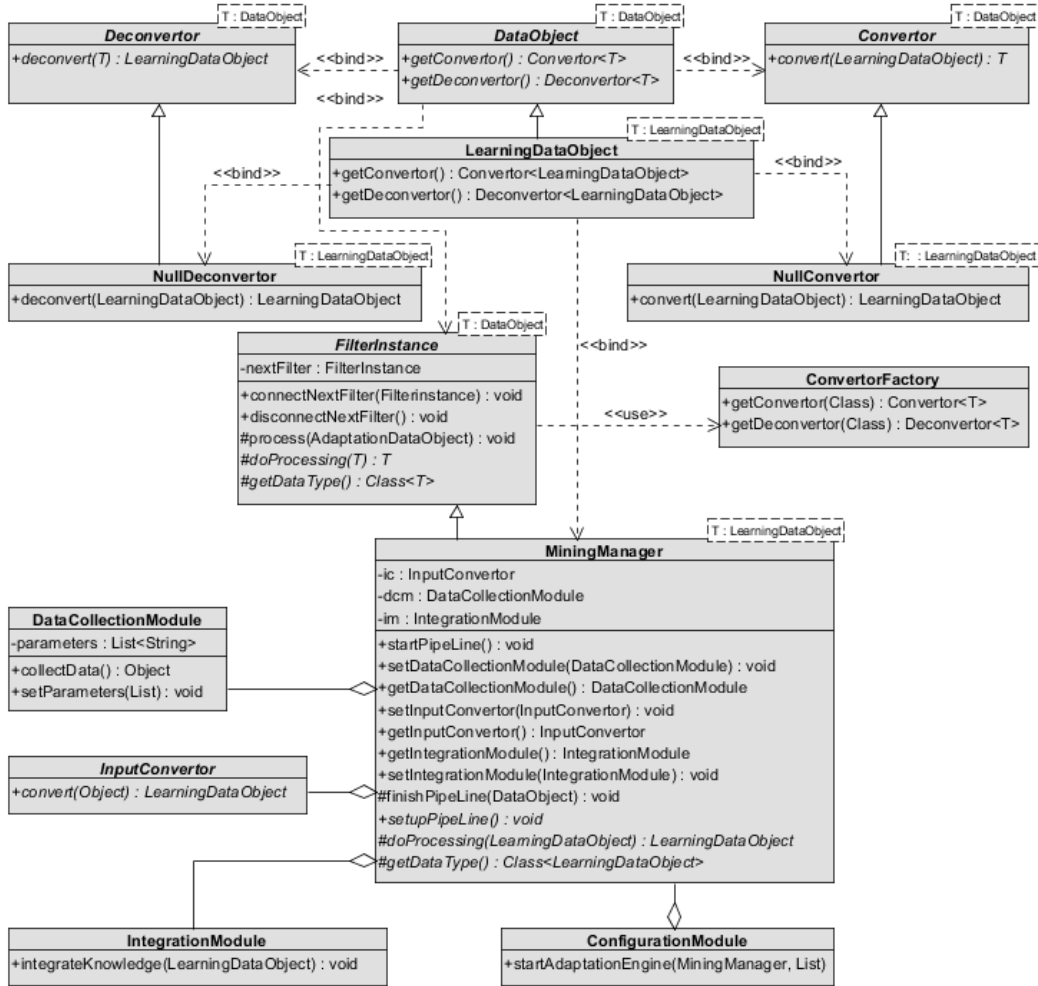 T : DataObject
Deconvertor
+deconvert(T) : LearningDataObject
<<bind>>
<<bind>>
T : DataObject
DataObject
+getConvertor() : Convertor<T>
+getDeconvertor() : Deconvertor<T>
<<bind>>
T : DataObject
Convertor
+convert(LearningDataObject) : T
T : LearningDataObject
LearningDataObject
+getConvertor() : Convertor<LearningDataObject>
+getDeconvertor() : Deconvertor<LearningDataObject>
<<bind>>
<<bind>>
T : LearningDataObject
NullDeconvertor
+deconvert(LearningDataObject) : LearningDataObject
T: : LearningDataObject
NullConvertor
+convert(LearningDataObject) : LearningDataObject
T : DataObject
FilterInstance
-nextFilter : FilterInstance
+connectNextFilter(Filterinstance) : void
+disconnectNextFilter() : void
#process(AdaptationDataObject) : void
#doProcessing(T) : T
#getDataType() : Class<T>
<<bind>>
<<use>>
ConvertorFactory
+getConvertor(Class) : Convertor<T>
+getDeconvertor(Class) : Deconvertor<T>
T : LearningDataObject
MiningManager
-ic : InputConvertor
-dcm : DataCollectionModule
-im : IntegrationModule
+startPipeLine() : void
+setDataCollectionModule(DataCollectionModule) : void
+getDataCollectionModule() : DataCollectionModule
+setInputConvertor(InputConvertor) : void
+getInputConvertor() : InputConvertor
+getIntegrationModule() : IntegrationModule
+setIntegrationModule(IntegrationModule) : void
#finishPipeLine(DataObject) : void
+setupPipeLine() : void
#doProcessing(LearningDataObject) : LearningDataObject
#getDataType() : Class<LearningDataObject>
DataCollectionModule
-parameters : List<String>
+collectData() : Object
+setParameters(List) : void
InputConvertor
+convert(Object) : LearningDataObject
IntegrationModule
+integrateKnowledge(LearningDataObject) : void
ConfigurationModule
+startAdaptationEngine(MiningManager, List)